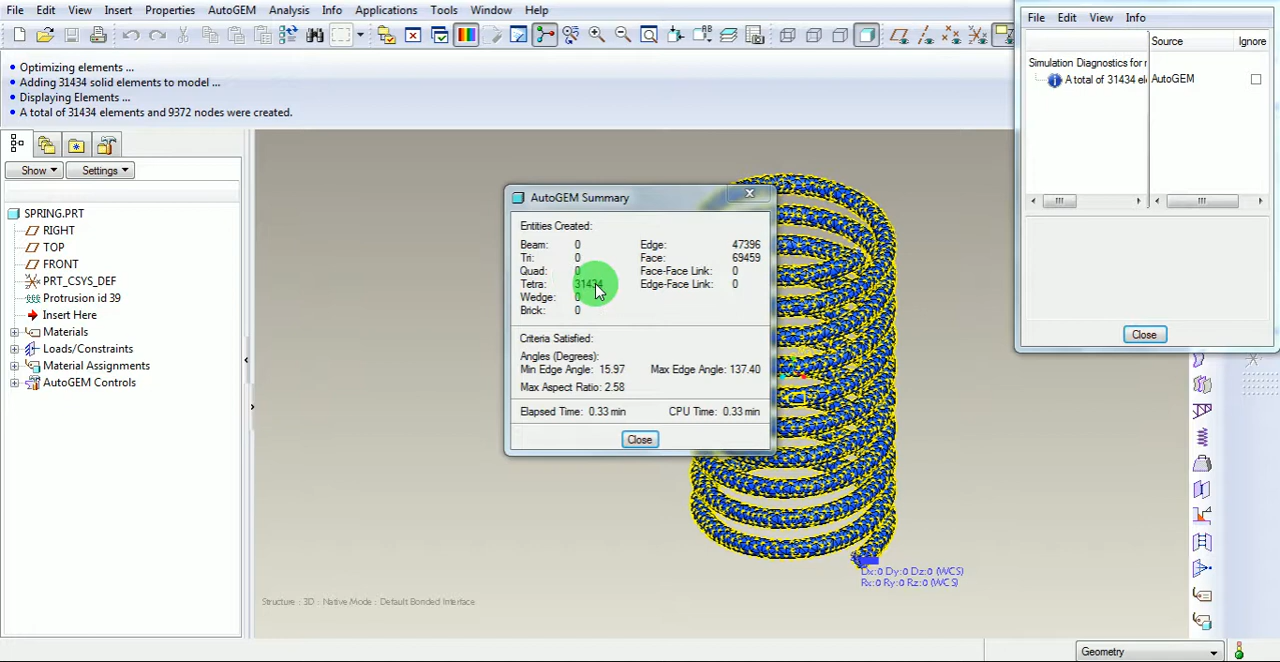 File Edit View Insert Properties AutoGEM Analysis Info Applications Tools Window Help
Optimizing elements ...
Adding 31434 solid elements to model ...
Displaying Elements ...
A total of 31434 elements and 9372 nodes were created.
Show Settings
SPRING.PRT
RIGHT
TOP
FRONT
PRT_CSYS_DEF
Protrusion id 39
Insert Here
Materials
Loads/Constraints
Material Assignments
AutoGEM Controls
AutoGEM Summary
Entities Created:
Beam: 0 Edge: 47396
Tri: 0 Face: 69459
Quad: 0 Face-Face Link: 0
Tetra: 31434 Edge-Face Link: 0
Wedge: 0
Brick: 0
Criteria Satisfied:
Angles (Degrees):
Min Edge Angle: 15.97 Max Edge Angle: 137.40
Max Aspect Ratio: 2.58
Elapsed Time: 0.33 min CPU Time: 0.33 min
Close
Dx:0 Dy:0 Dz:0 (WCS)
Rx:0 Ry:0 Rz:0 (WCS)
Structure : 3D : Native Mode : Default Bonded Interface
File Edit View Info
Source Ignore
Simulation Diagnostics for r
A total of 31434 el AutoGEM
Close
Geometry